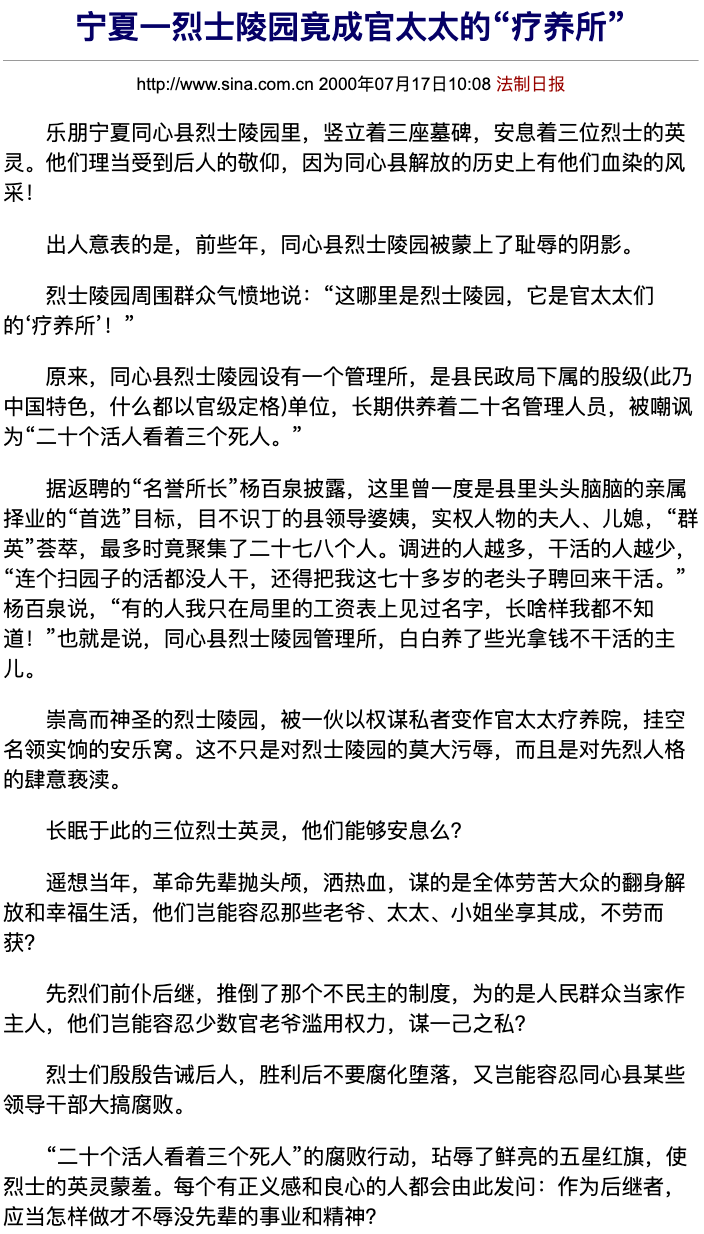 宁夏一烈士陵园竟成官太太的“疗养所”
http://www.sina.com.cn 2000年07月17日10:08 法制日报
乐朋宁夏同心县烈士陵园里，竖立着三座墓碑，安息着三位烈士的英
灵。他们理当受到后人的敬仰，因为同心县解放的历史上有他们血染的风
采！
出人意表的是，前些年，同心县烈士陵园被蒙上了耻辱的阴影。
烈士陵园周围群众气愤地说：“这哪里是烈士陵园，它是官太太们
的‘疗养所’！”
原来，同心县烈士陵园设有一个管理所，是县民政局下属的股级(此乃
中国特色，什么都以官级定格)单位，长期供养着二十名管理人员，被嘲讽
为“二十个活人看着三个死人。”
据返聘的“名誉所长”杨百泉披露，这里曾一度是县里头头脑脑的亲属
择业的“首选”目标，目不识丁的县领导婆姨，实权人物的夫人、儿媳，“群
英”荟萃，最多时竟聚集了二十七八个人。调进的人越多，干活的人越少，
“连个扫园子的活都没人干，还得把我这七十多岁的老头子聘回来干活。”
杨百泉说，“有的人我只在局里的工资表上见过名字，长啥样我都不知
道！”也就是说，同心县烈士陵园管理所，白白养了些光拿钱不干活的主
儿。
崇高而神圣的烈士陵园，被一伙以权谋私者变作官太太疗养院，挂空
名领实饷的安乐窝。这不只是对烈士陵园的莫大污辱，而且是对先烈人格
的肆意亵渎。
长眠于此的三位烈士英灵，他们能够安息么？
遥想当年，革命先辈抛头颅，洒热血，谋的是全体劳苦大众的翻身解
放和幸福生活，他们岂能容忍那些老爷、太太、小姐坐享其成，不劳而
获？
先烈们前仆后继，推倒了那个不民主的制度，为的是人民群众当家作
主人，他们岂能容忍少数官老爷滥用权力，谋一己之私？
烈士们殷殷告诫后人，胜利后不要腐化堕落，又岂能容忍同心县某些
领导干部大搞腐败。
“二十个活人看着三个死人”的腐败行动，玷辱了鲜亮的五星红旗，使
烈士的英灵蒙羞。每个有正义感和良心的人都会由此发问：作为后继者，
应当怎样做才不辱没先辈的事业和精神？